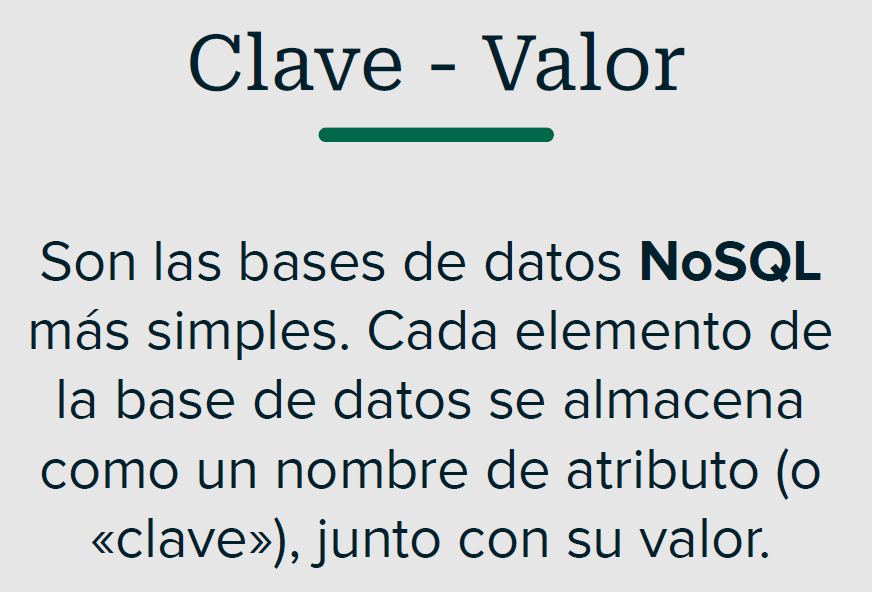 Clave - Valor
Son las bases de datos NoSQL
más simples. Cada elemento de
la base de datos se almacena
como un nombre de atributo (o
«clave»), junto con su valor.